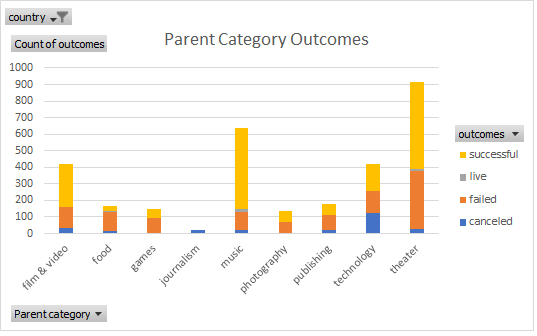 country
Count of outcomes
Parent Category Outcomes
1000
900
800
700
600
500
400
300
200
100
0
film & video
food
games
journalism
music
photography
publishing
technology
theater
outcomes
successful
live
failed
canceled
Parent category